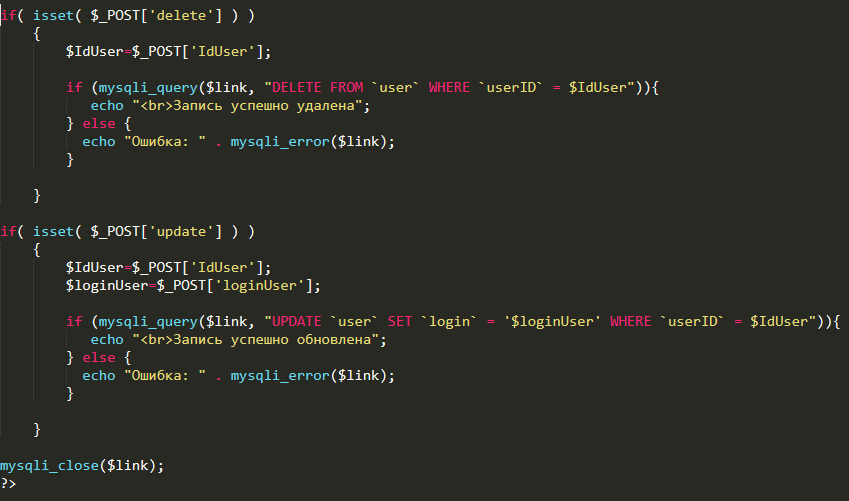 if( isset( $_POST['delete'] ) )
    {
        $IdUser=$_POST['IdUser'];
        if (mysqli_query($link, "DELETE FROM `user` WHERE `userID` = $IdUser")){
           echo "<br>Запись успешно удалена";
        } else {
          echo "Ошибка: " . mysqli_error($link);
        }
    }
if( isset( $_POST['update'] ) )
    {
        $IdUser=$_POST['IdUser'];
        $loginUser=$_POST['loginUser'];
        if (mysqli_query($link, "UPDATE `user` SET `login` = '$loginUser' WHERE `userID` = $IdUser")){
           echo "<br>Запись успешно обновлена";
        } else {
          echo "Ошибка: " . mysqli_error($link);
        }
    }
mysqli_close($link);
?>